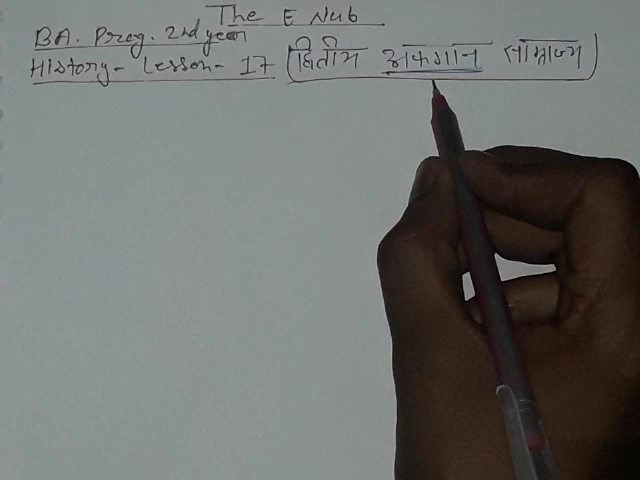 The E Nub
BA. Prog. 2nd year
History - Lesson - 17 (द्वितीय अफगान साम्राज्य)